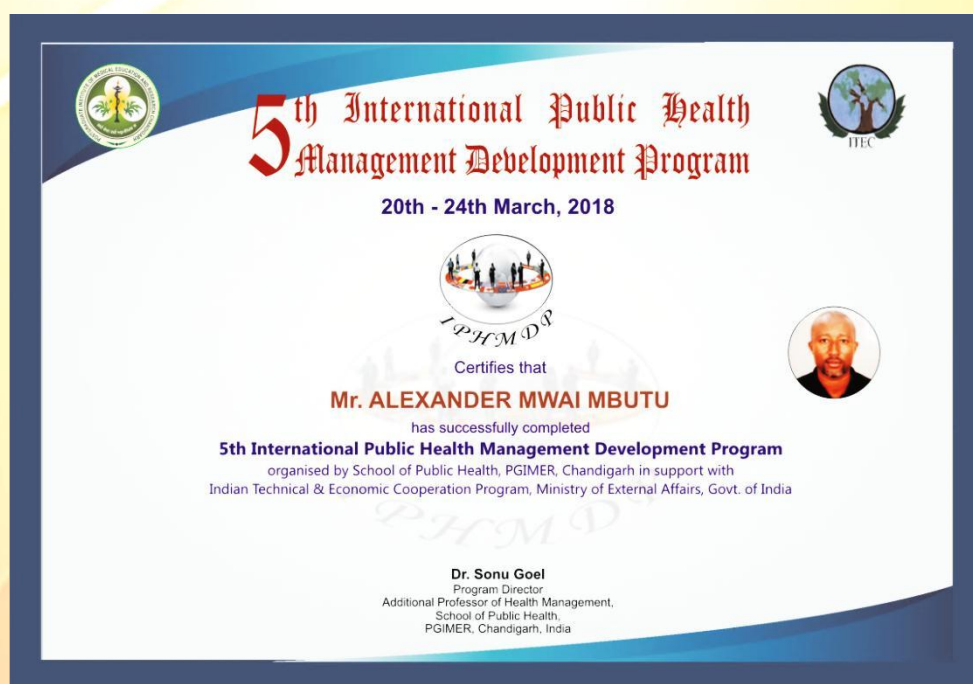 5th International Public Health
Management Development Program
20th - 24th March, 2018
IPHMDP
ITEC
Certifies that
Mr. ALEXANDER MWAI MBUTU
has successfully completed
5th International Public Health Management Development Program
organised by School of Public Health, PGIMER, Chandigarh in support with
Indian Technical & Economic Cooperation Program, Ministry of External Affairs, Govt. of India
PHMDP
Dr. Sonu Goel
Program Director
Additional Professor of Health Management,
School of Public Health,
PGIMER, Chandigarh, India